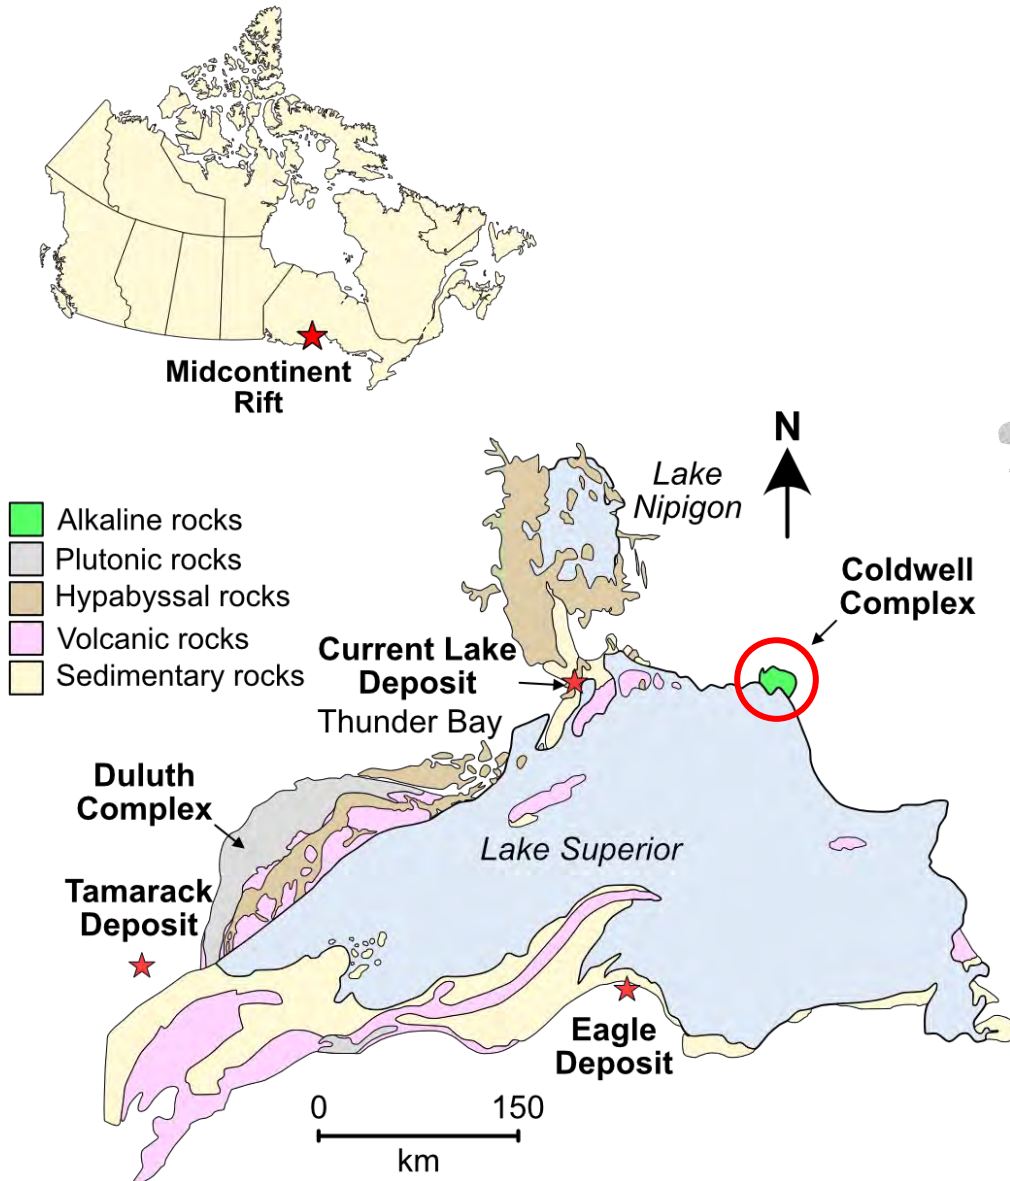 Midcontinent
Rift
N
Lake
Nipigon
Alkaline rocks
Plutonic rocks
Hypabyssal rocks
Volcanic rocks
Sedimentary rocks
Coldwell
Complex
Current Lake
Deposit
Thunder Bay
Duluth
Complex
Lake Superior
Tamarack
Deposit
Eagle
Deposit
0 150
km